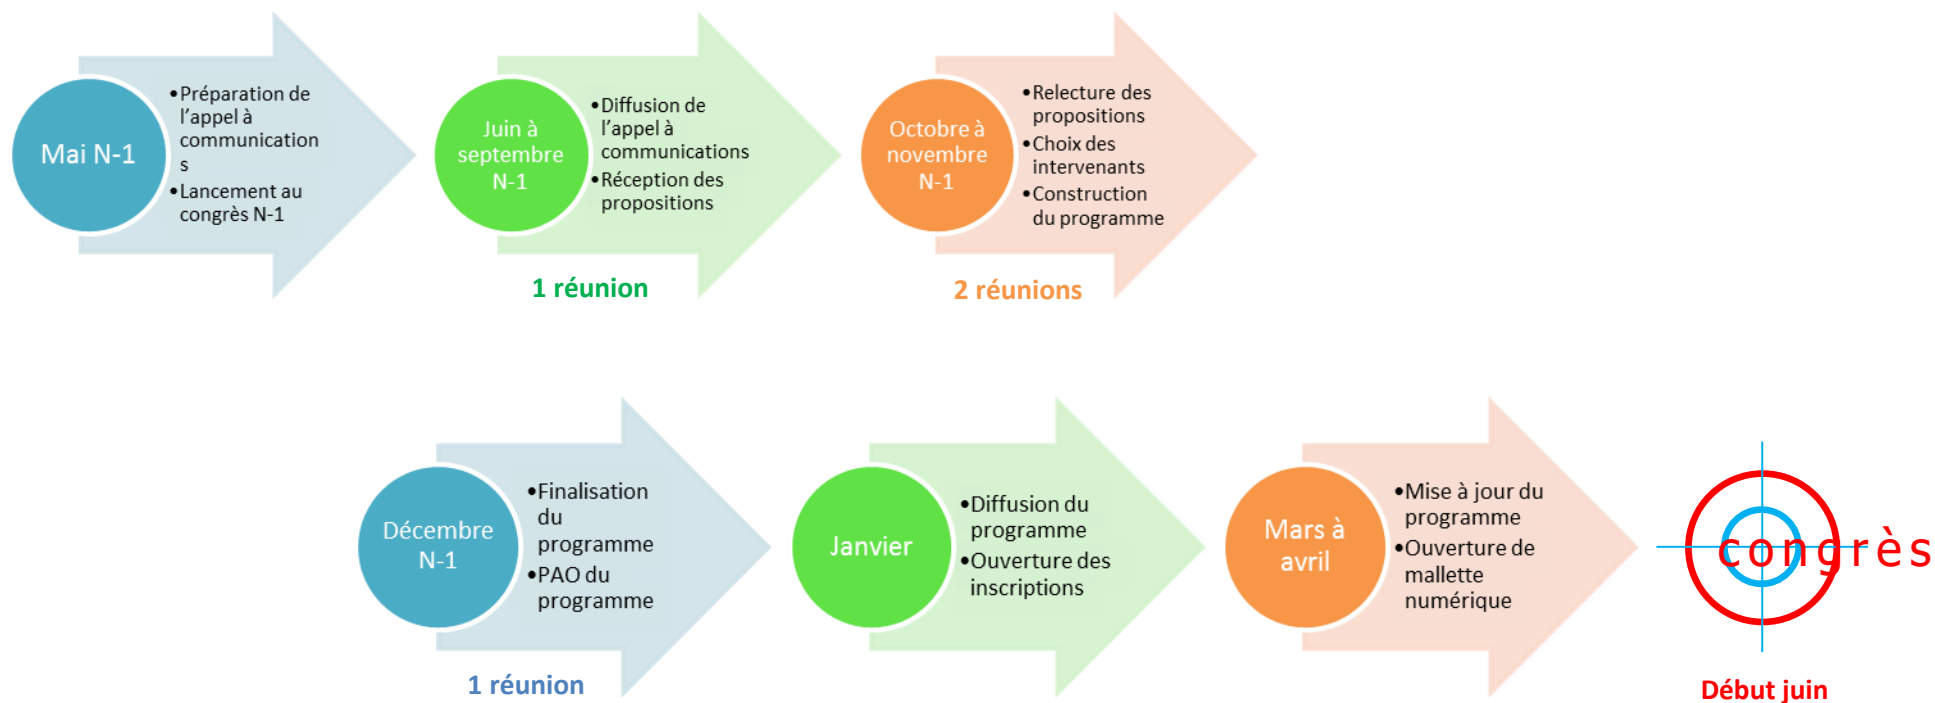 Mai N-1
•Préparation de
l'appel à
communication
s
•Lancement au
congrès N-1
Juin à
septembre
N-1
•Diffusion de
l'appel à
communications
•Réception des
propositions
1 réunion
Octobre à
novembre
N-1
•Relecture des
propositions
•Choix des
intervenants
•Construction
du programme
2 réunions
Décembre
N-1
•Finalisation
du
programme
•PAO du
programme
1 réunion
Janvier
•Diffusion du
programme
•Ouverture des
inscriptions
Mars à
avril
•Mise à jour du
programme
•Ouverture de
mallette
numérique
congrès
Début juin